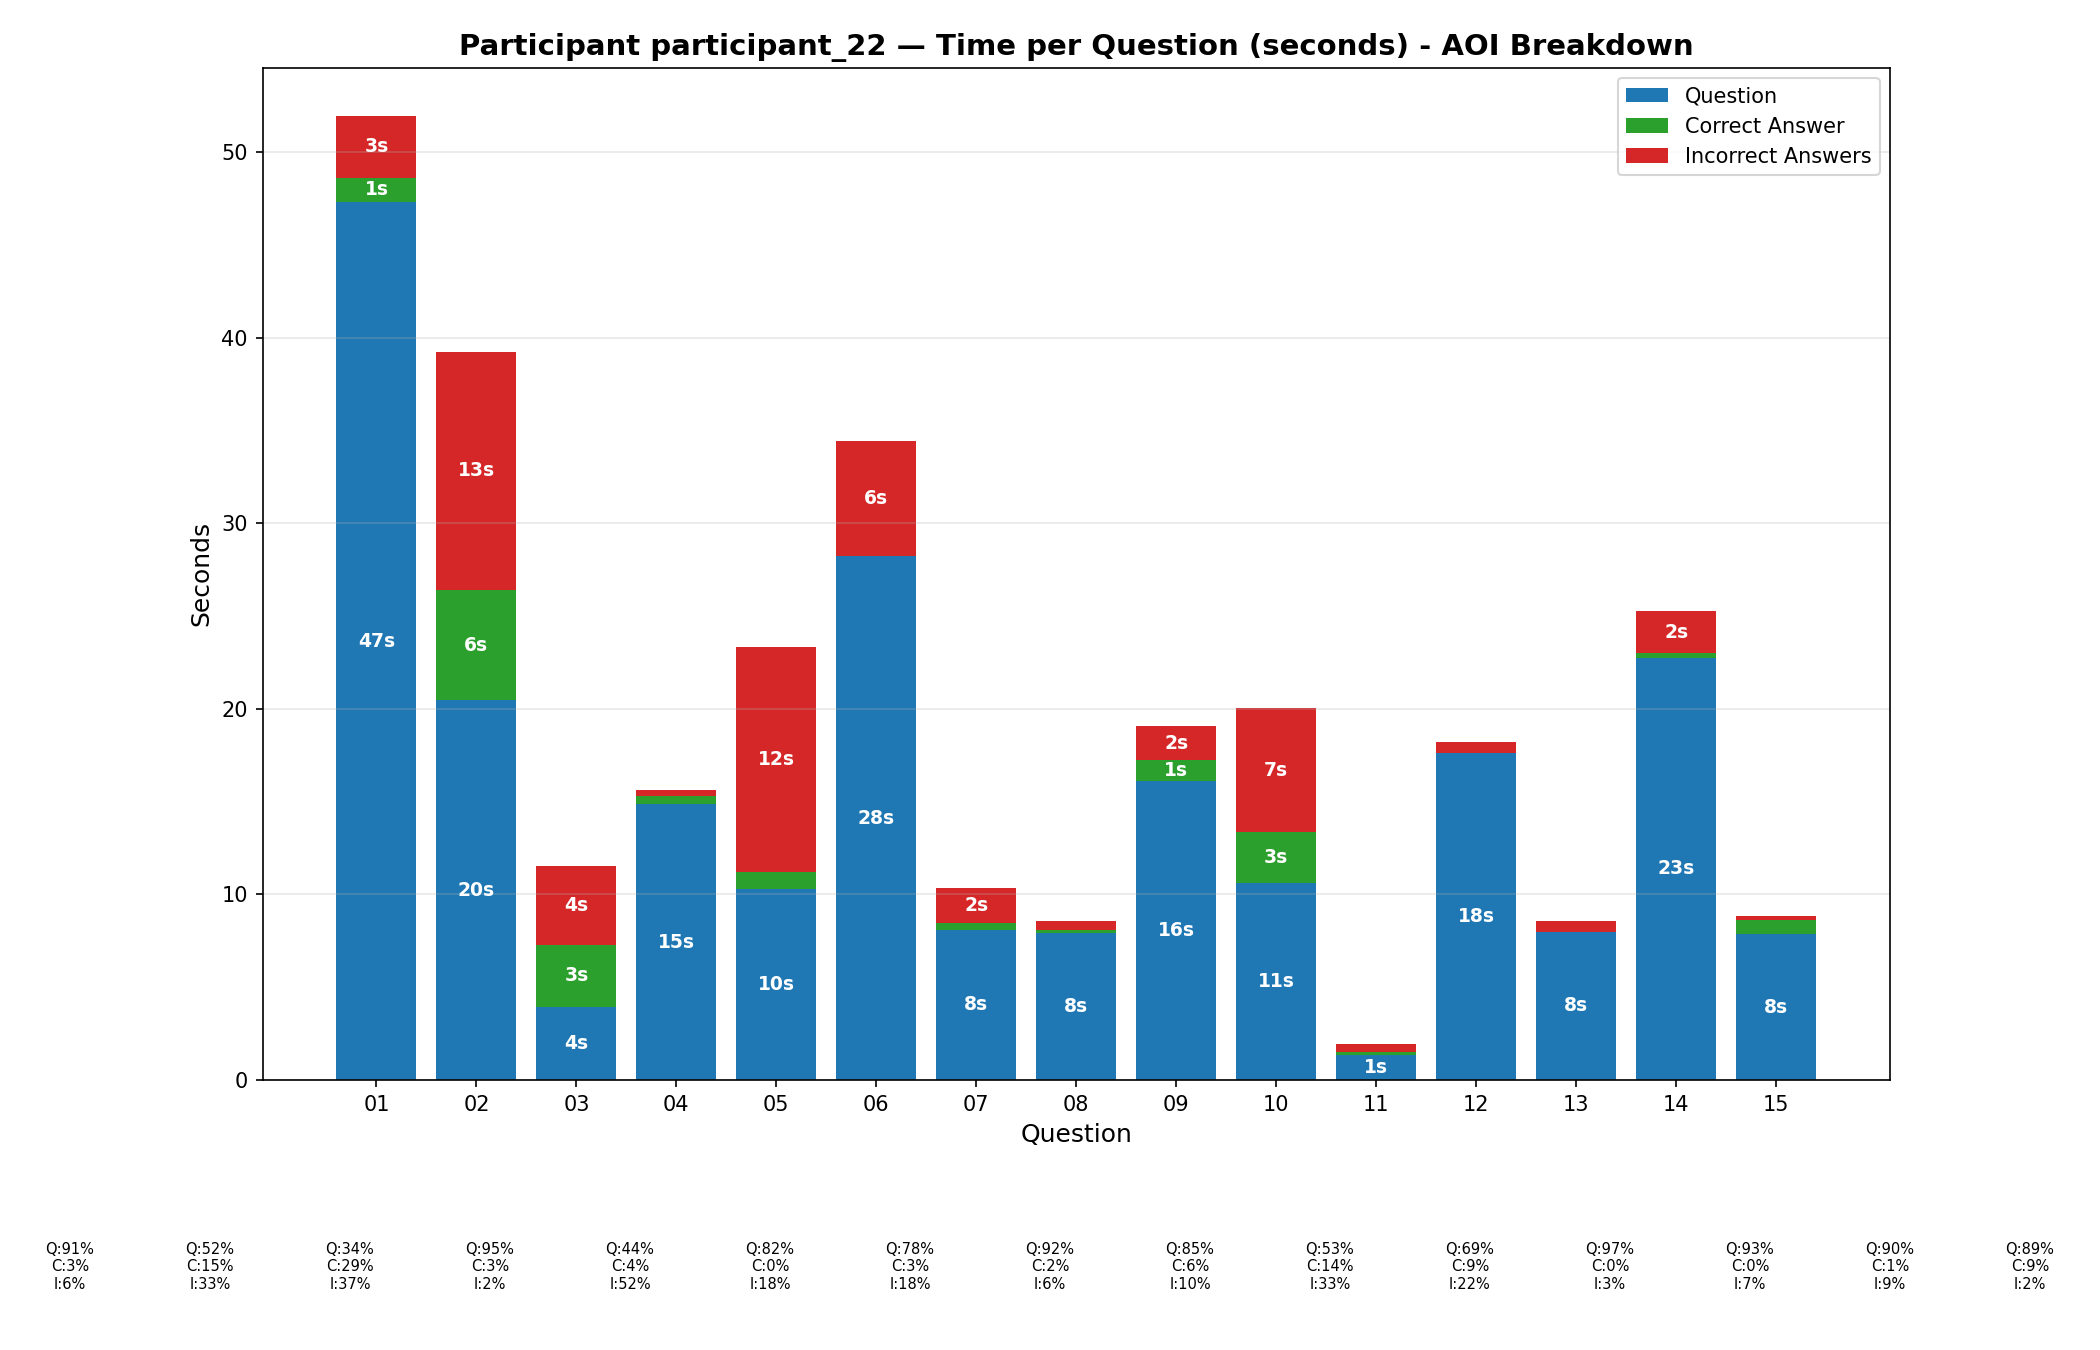 Participant participant_22 — Time per Question (seconds) - AOI Breakdown
Question
Correct Answer
Incorrect Answers
Seconds
50
40
30
20
10
0
3s
1s
47s
13s
6s
20s
4s
3s
4s
15s
12s
10s
6s
28s
2s
8s
8s
2s
1s
16s
7s
3s
11s
1s
18s
8s
2s
23s
8s
01 02 03 04 05 06 07 08 09 10 11 12 13 14 15
Question
Q:91% Q:52% Q:34% Q:95% Q:44% Q:82% Q:78% Q:92% Q:85% Q:53% Q:69% Q:97% Q:93% Q:90% Q:89%
C:3% C:15% C:29% C:3% C:4% C:0% C:3% C:2% C:6% C:14% C:9% C:0% C:0% C:1% C:9%
I:6% I:33% I:37% I:2% I:52% I:18% I:18% I:6% I:10% I:33% I:22% I:3% I:7% I:9% I:2%